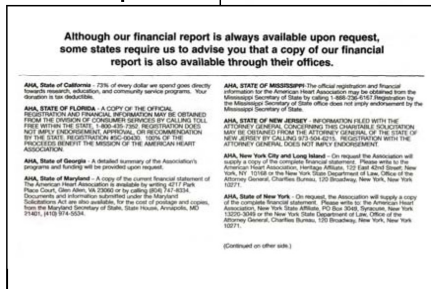 Although our financial report is always available upon request,
some states require us to advise you that a copy of our financial
report is also available through their offices.
AHA, State of California - 73% of every dollar we spend goes directly
towards research, education, and community service programs. Your
donation is tax deductible.
AHA, STATE OF FLORIDA - A COPY OF THE OFFICIAL
REGISTRATION AND FINANCIAL INFORMATION MAY BE OBTAINED
FROM THE DIVISION OF CONSUMER SERVICES BY CALLING TOLL
FREE WITHIN THE STATE, 1-800-435-7352. REGISTRATION DOES
NOT IMPLY ENDORSEMENT, APPROVAL, OR RECOMMENDATION
BY THE STATE. REGISTRATION 100% OF THE
PROCEEDS BENEFIT THE MISSION OF THE AMERICAN HEART
ASSOCIATION.
AHA, State of Georgia - A detailed summary of the Association's
programs and funding will be provided upon request.
AHA, State of Maryland - A copy of the current financial statement of
The American Heart Association is available by writing 4217 Park
Place Court, Glen Allen, VA 23060 or by calling (804) 747-8334.
Documents and information submitted under the Maryland
Solicitations Act are also available, for the cost of postage and copies,
from the Maryland Secretary of State, State House, Annapolis, MD
21401, (410) 974-5534.
AHA, STATE OF MISSISSIPPI- The official registration and financial
information for the American Heart Association may be obtained from the
Mississippi Secretary of State by calling 1-888-236-6167. Registration by
the Mississippi Secretary of State office does not imply endorsement by the
Mississippi Secretary of State.
AHA, State of NEW JERSEY - INFORMATION FILED WITH THE
ATTORNEY GENERAL CONCERNING THIS CHARITABLE SOLICITATION
MAY BE OBTAINED FROM THE ATTORNEY GENERAL OF THE STATE OF
NEW JERSEY BY CALLING 973-504-6215. REGISTRATION WITH THE
ATTORNEY GENERAL DOES NOT IMPLY ENDORSEMENT.
AHA, New York City and Long Island - On request the Association will
supply a copy of the complete financial statement. Please write to the
American Heart Association, Heritage Affiliate, 122 East 42nd Street, New
York, NY 10168 or the New York State Department of Law, Office of the
Attorney General, Charities Bureau, 120 Broadway, New York, New York
10271.
AHA, State of New York - On request, the Association will supply a copy
of the complete financial statement. Please write to: the American Heart
Association, New York State Affiliate, PO Box 3049, Syracuse, New York
13220-3049 or the New York State Department of Law, Office of the
Attorney General, Charities Bureau, 120 Broadway, New York, New York
10271.
(Continued on other side.)